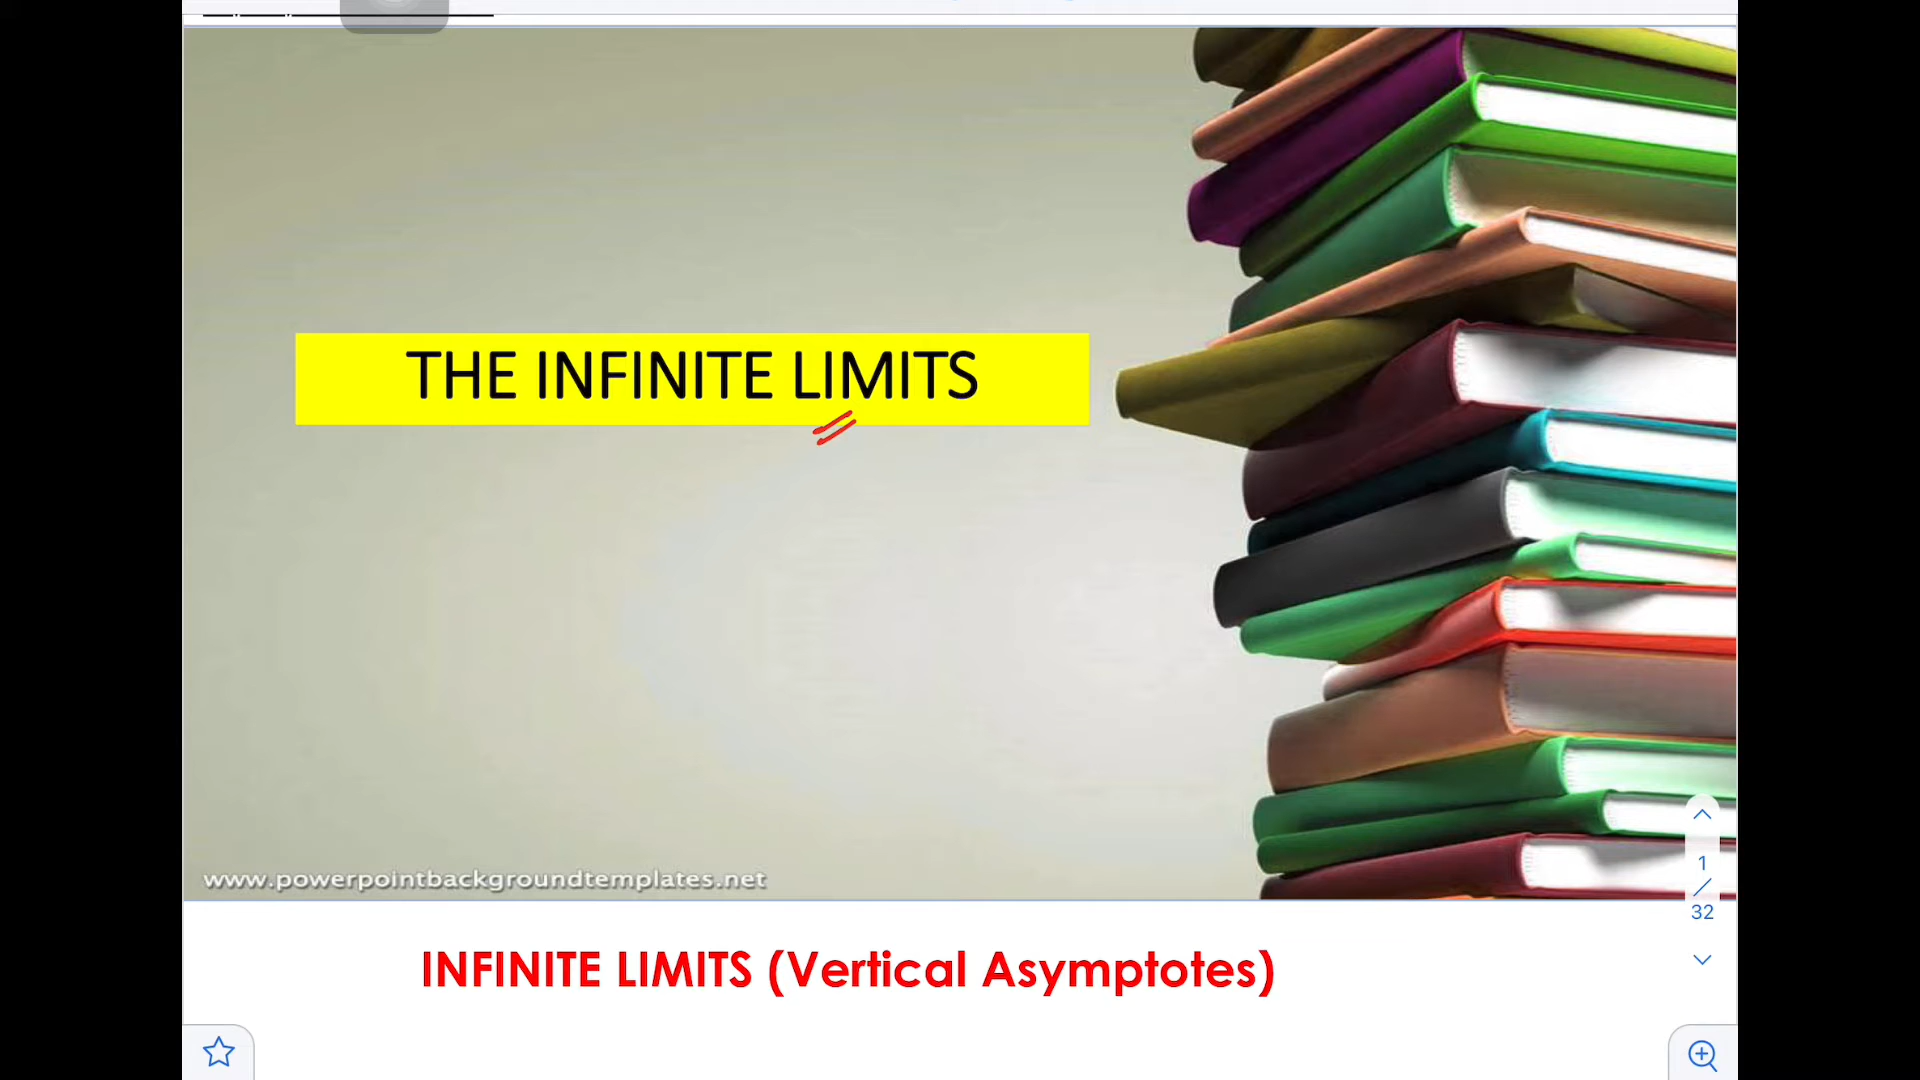 THE INFINITE LIMITS
www.powerpointbackgroundtemplates.net
1
/
32
INFINITE LIMITS (Vertical Asymptotes)